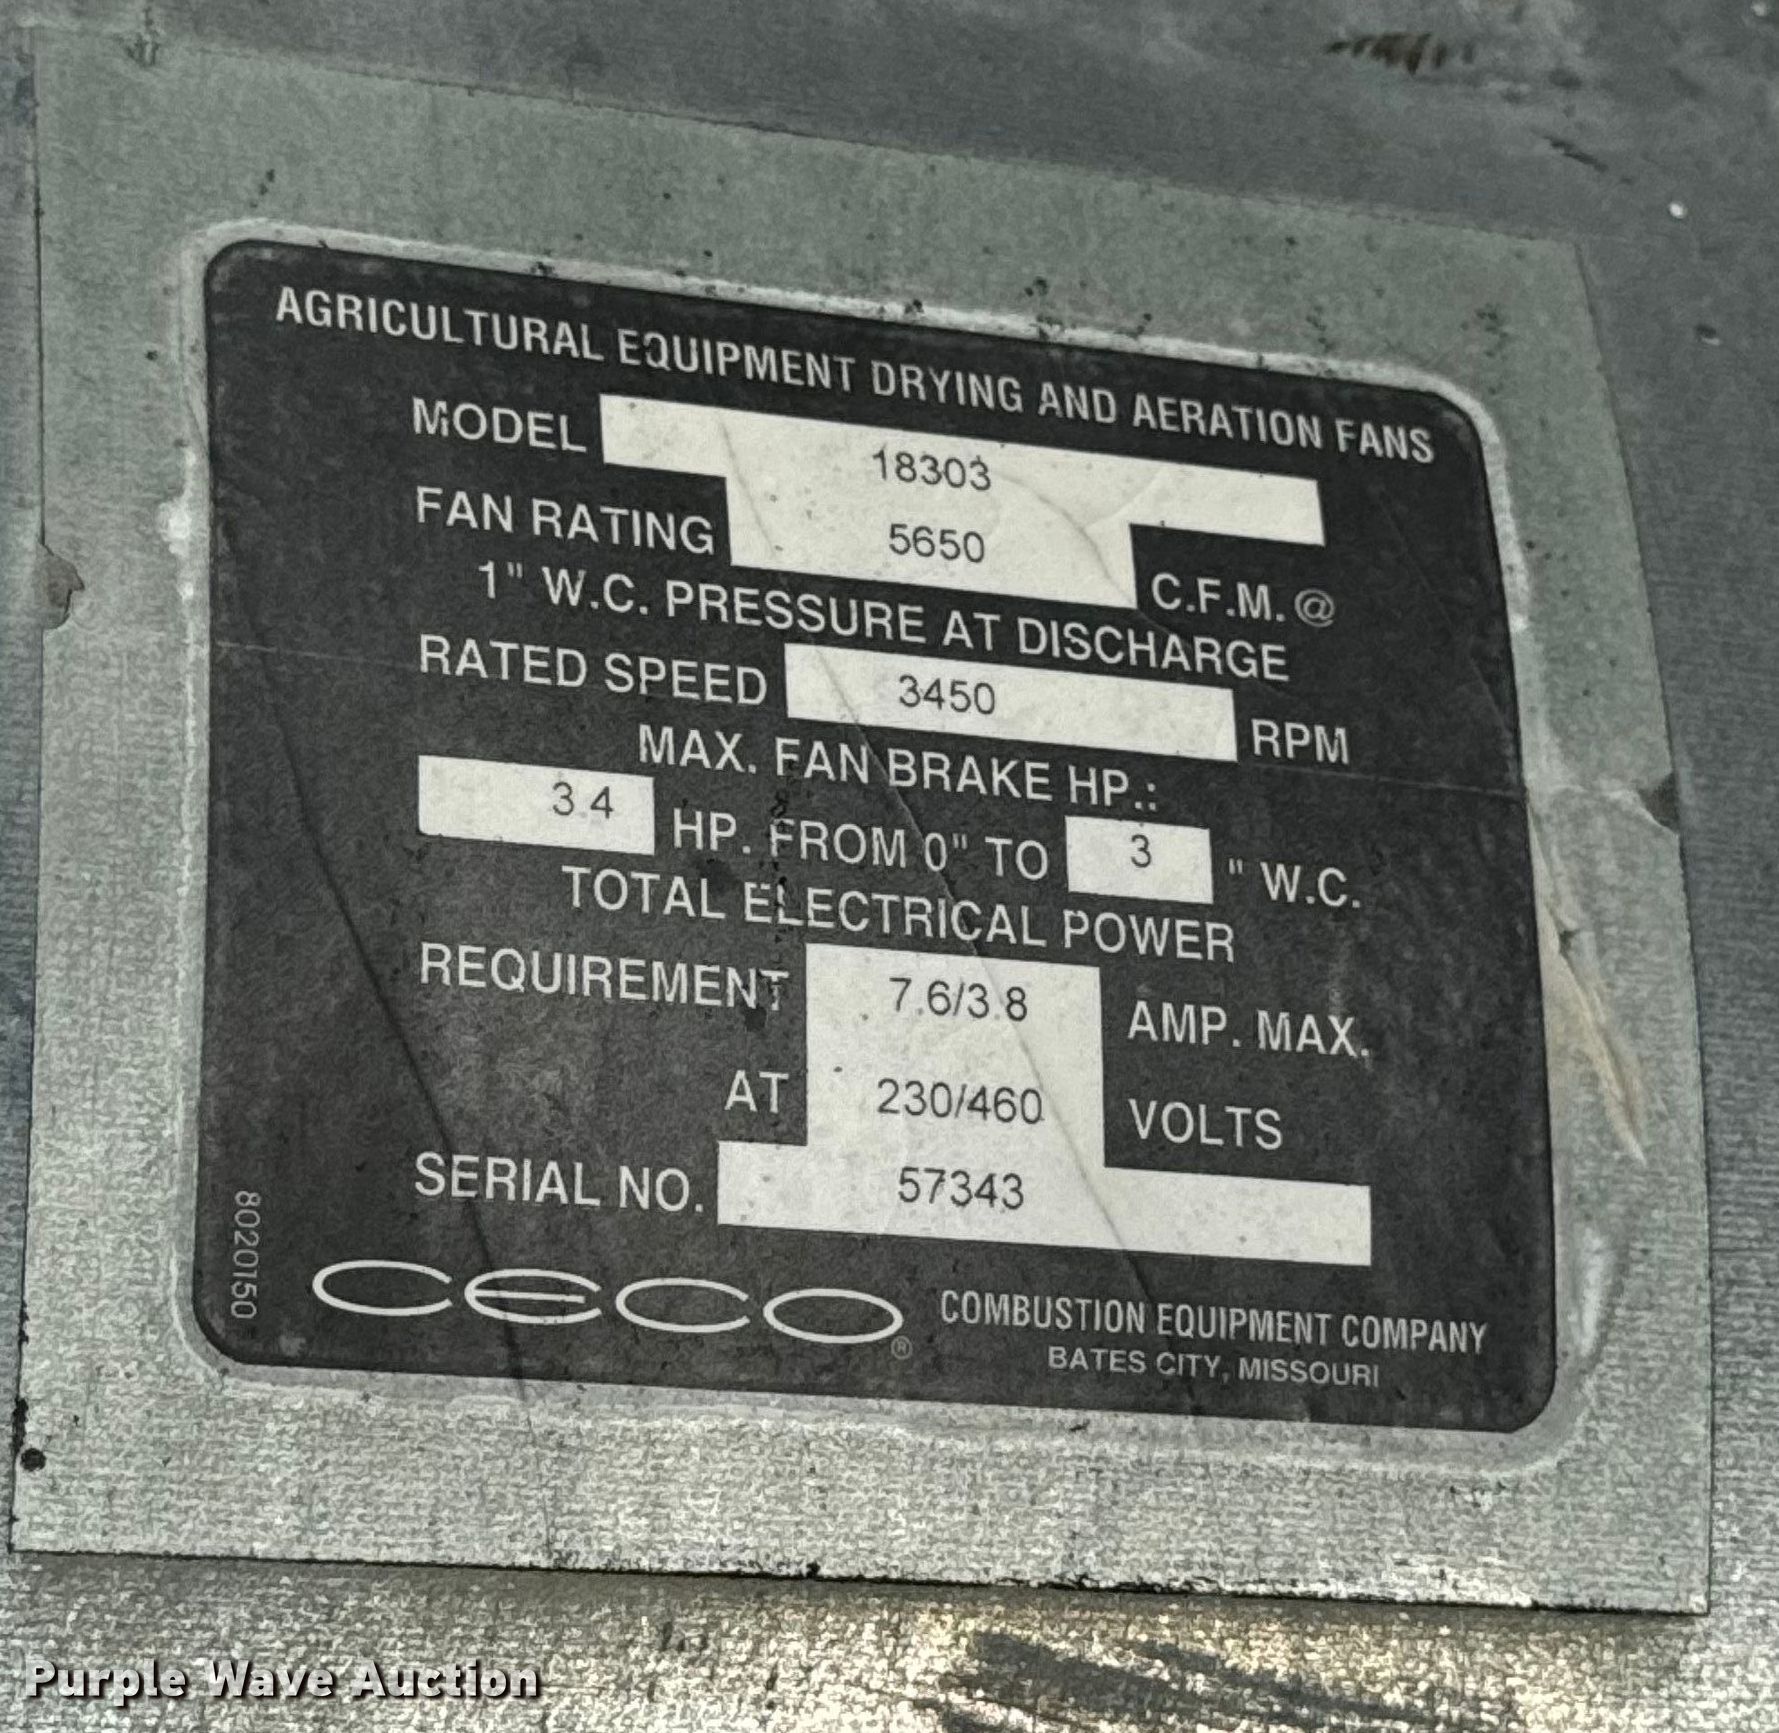 AGRICULTURAL EQUIPMENT DRYING AND AERATION FANS
MODEL 18303
FAN RATING 5650 C.F.M. @
1" W.C. PRESSURE AT DISCHARGE
RATED SPEED 3450 RPM
MAX. FAN BRAKE HP.:
3.4 HP. FROM 0" TO 3 " W.C.
TOTAL ELECTRICAL POWER
REQUIREMENT 7.6/3.8 AMP. MAX.
AT 230/460 VOLTS
SERIAL NO. 57343
8020150
CECO ®
COMBUSTION EQUIPMENT COMPANY
BATES CITY, MISSOURI
Purple Wave Auction